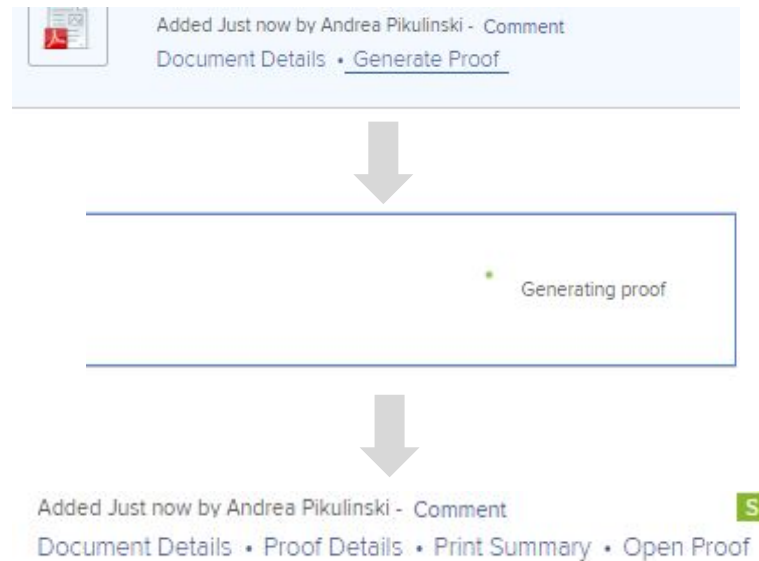 Added Just now by Andrea Pikulinski - Comment
Document Details • Generate Proof
Generating proof
Added Just now by Andrea Pikulinski - Comment S
Document Details • Proof Details • Print Summary • Open Proof